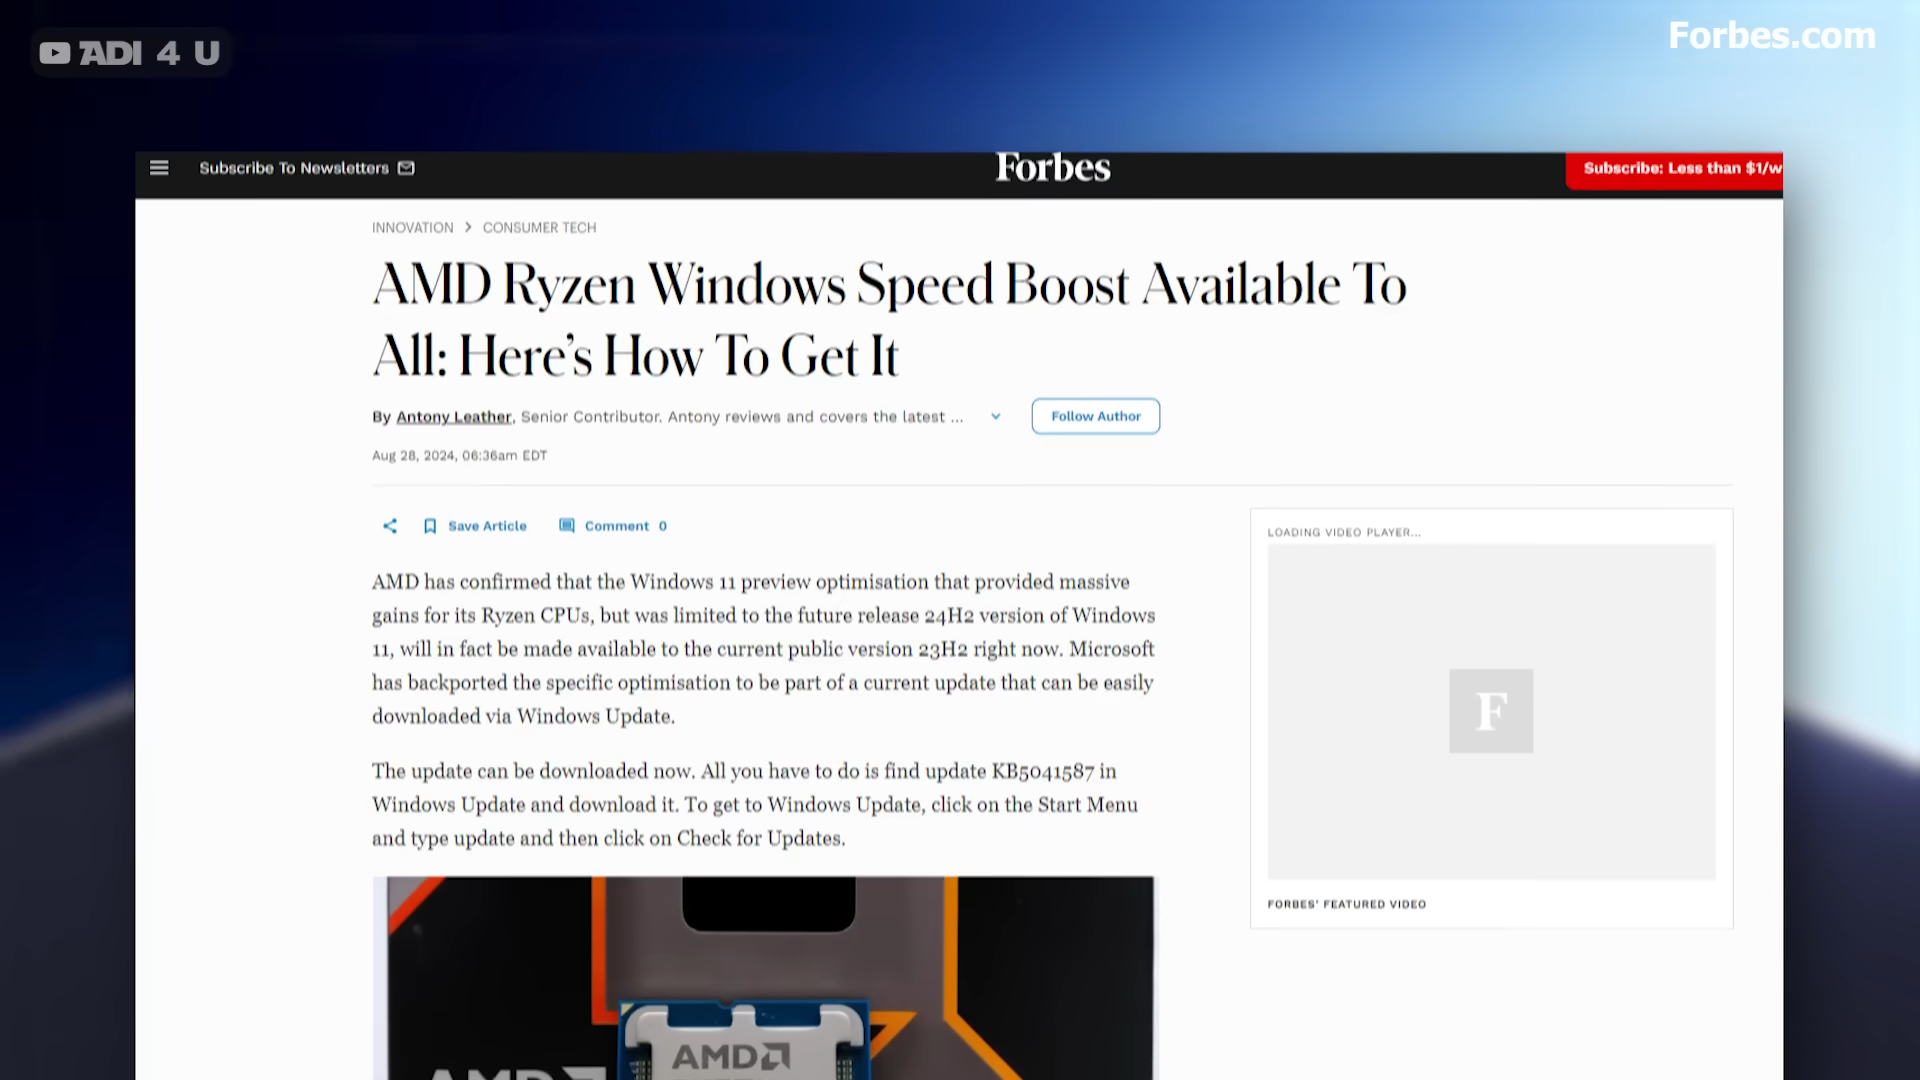 ADI 4 U
Forbes.com
Subscribe To Newsletters
Forbes
Subscribe: Less than $1/w
INNOVATION > CONSUMER TECH
AMD Ryzen Windows Speed Boost Available To
All: Here’s How To Get It
By Antony Leather, Senior Contributor. Antony reviews and covers the latest ...
Follow Author
Aug 28, 2024, 06:36am EDT
Save Article
Comment 0
AMD has confirmed that the Windows 11 preview optimisation that provided massive
gains for its Ryzen CPUs, but was limited to the future release 24H2 version of Windows
11, will in fact be made available to the current public version 23H2 right now. Microsoft
has backported the specific optimisation to be part of a current update that can be easily
downloaded via Windows Update.
The update can be downloaded now. All you have to do is find update KB5041587 in
Windows Update and download it. To get to Windows Update, click on the Start Menu
and type update and then click on Check for Updates.
LOADING VIDEO PLAYER...
F
FORBES' FEATURED VIDEO
AMD
AMD